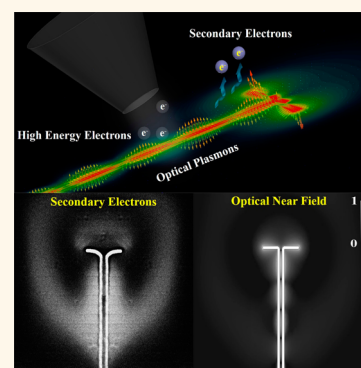 Secondary Electrons
e-
e-
High Energy Electrons
e-
e-
e-
Optical Plasmons
Secondary Electrons
Optical Near Field
1
0